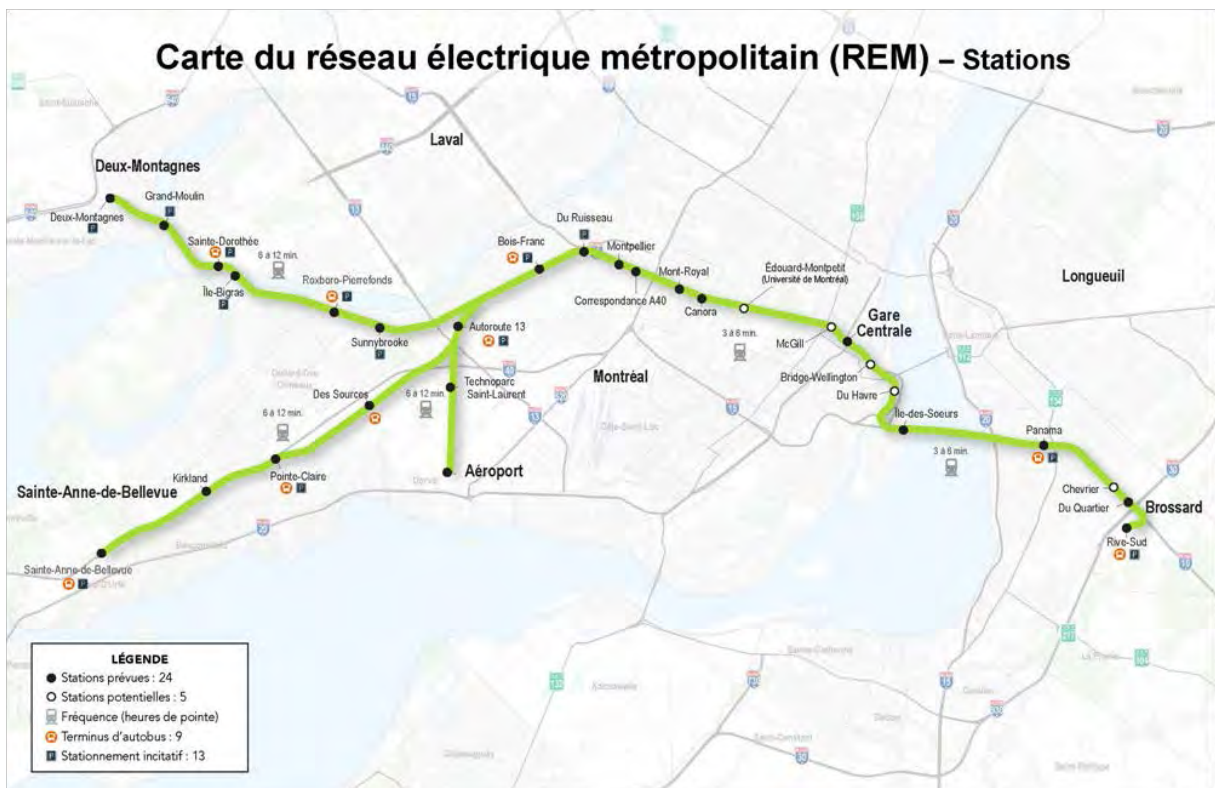 Carte du réseau électrique métropolitain (REM) – Stations
Laval
Deux-Montagnes
Grand-Moulin
Deux-Montagnes
Sainte-Dorothée
6 à 12 min.
Île-Bigras
Roxboro-Pierrefonds
Sunnybrooke
Bois-Franc
Du Ruisseau
Montpellier
Mont-Royal
Correspondance A40
Canora
Édouard-Montpetit
(Université de Montréal)
Longueuil
3 à 6 min.
McGill
Gare
Centrale
Bridge-Wellington
Du Havre
Île-des-Soeurs
Autoroute 13
Montréal
Technoparc
Saint-Laurent
6 à 12 min.
Des Sources
6 à 12 min.
Aéroport
Dorval
Panama
3 à 6 min.
Chevrier
Du Quartier
Brossard
Rive-Sud
Pointe-Claire
Kirkland
Sainte-Anne-de-Bellevue
Sainte-Anne-de-Bellevue
LÉGENDE
Stations prévues : 24
Stations potentielles : 5
Fréquence (heures de pointe)
Terminus d'autobus : 9
P Stationnement incitatif : 13